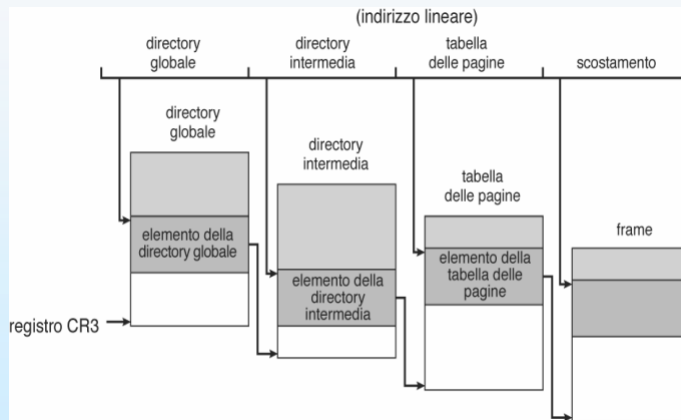 (indirizzo lineare)
directory
globale
directory
intermedia
tabella
delle pagine
scostamento
directory
globale
directory
intermedia
tabella
delle pagine
frame
elemento della
directory globale
elemento della
directory
intermedia
elemento della
tabella delle
pagine
registro CR3